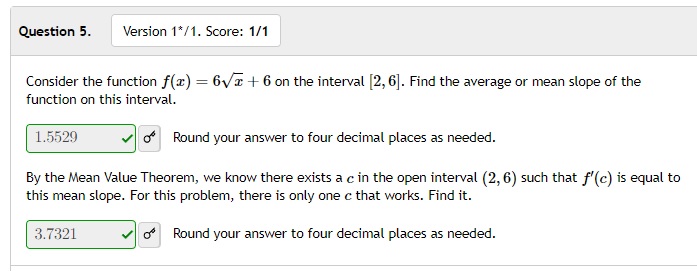 Question 5.
Version 1*/1. Score: 1/1
Consider the function f(x) = 6√x + 6 on the interval [2, 6]. Find the average or mean slope of the
function on this interval.
1.5529 Round your answer to four decimal places as needed.
By the Mean Value Theorem, we know there exists a c in the open interval (2, 6) such that f′(c) is equal to
this mean slope. For this problem, there is only one c that works. Find it.
3.7321 Round your answer to four decimal places as needed.